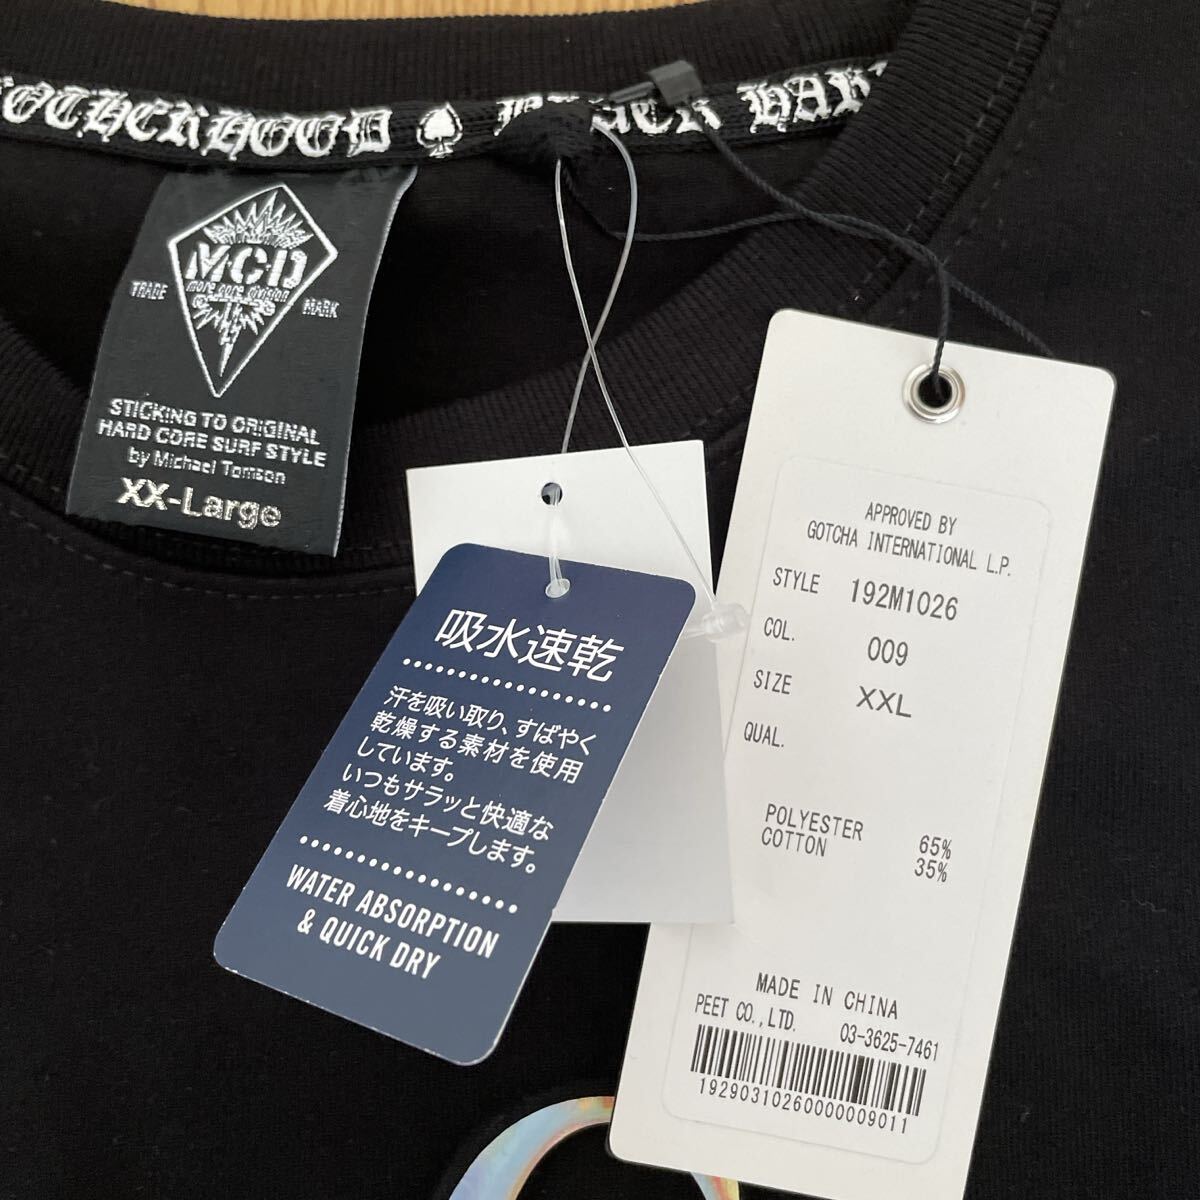 MCD
more core division
TRADE MARK
STICKING TO ORIGINAL
HARD CORE SURF STYLE
by Michael Tomson
XX-Large
吸水速乾
汗を吸い取り、すばやく
乾燥する素材を使用
しています。
いつもサラッと快適な
着心地をキープします。
WATER ABSORPTION
& QUICK DRY
APPROVED BY
GOTCHA INTERNATIONAL L.P.
STYLE 192M1026
COL. 009
SIZE XXL
QUAL.
POLYESTER 65%
COTTON 35%
MADE IN CHINA
PEET CO.,LTD. 03-3625-7461
19290310260000009011